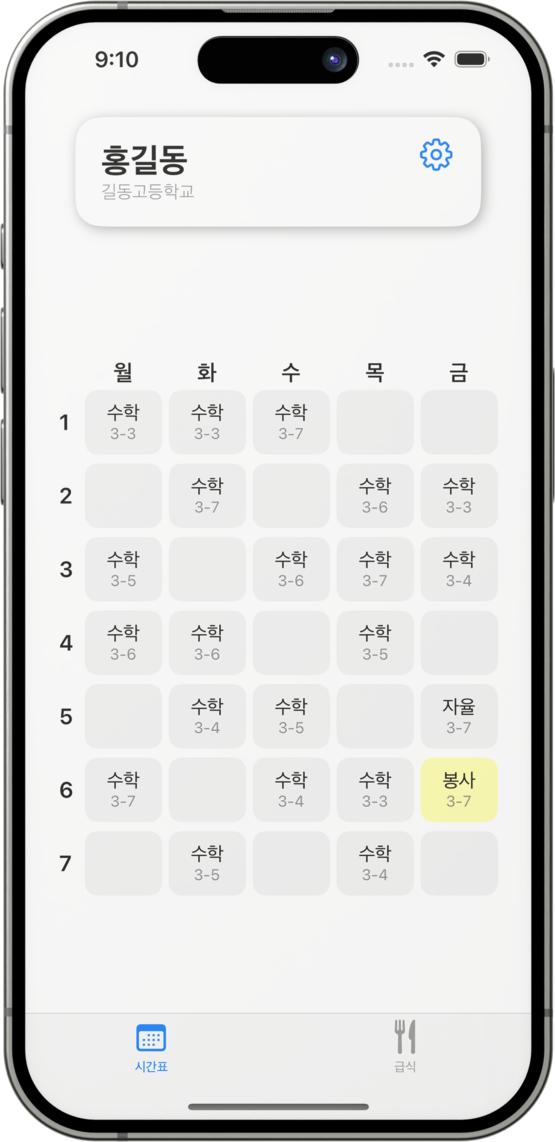 9:10
홍길동
길동고등학교
월 화 수 목 금
1 수학 수학 수학
3-3 3-3 3-7
2 수학 수학 수학
3-7 3-6 3-3
3 수학 수학 수학 수학
3-5 3-6 3-7 3-4
4 수학 수학 수학
3-6 3-6 3-5
5 수학 수학 자율
3-4 3-5 3-7
6 수학 수학 수학 봉사
3-7 3-4 3-3 3-7
7 수학 수학
3-5 3-4
시간표 급식